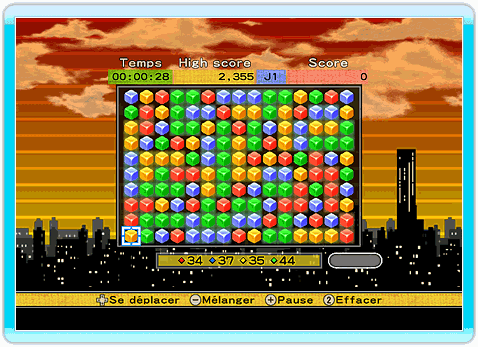 Temps High score Score
00:00:28 2,355 J1 0
34 37 35 44
Se déplacer − Mélanger + Pause 2 Effacer